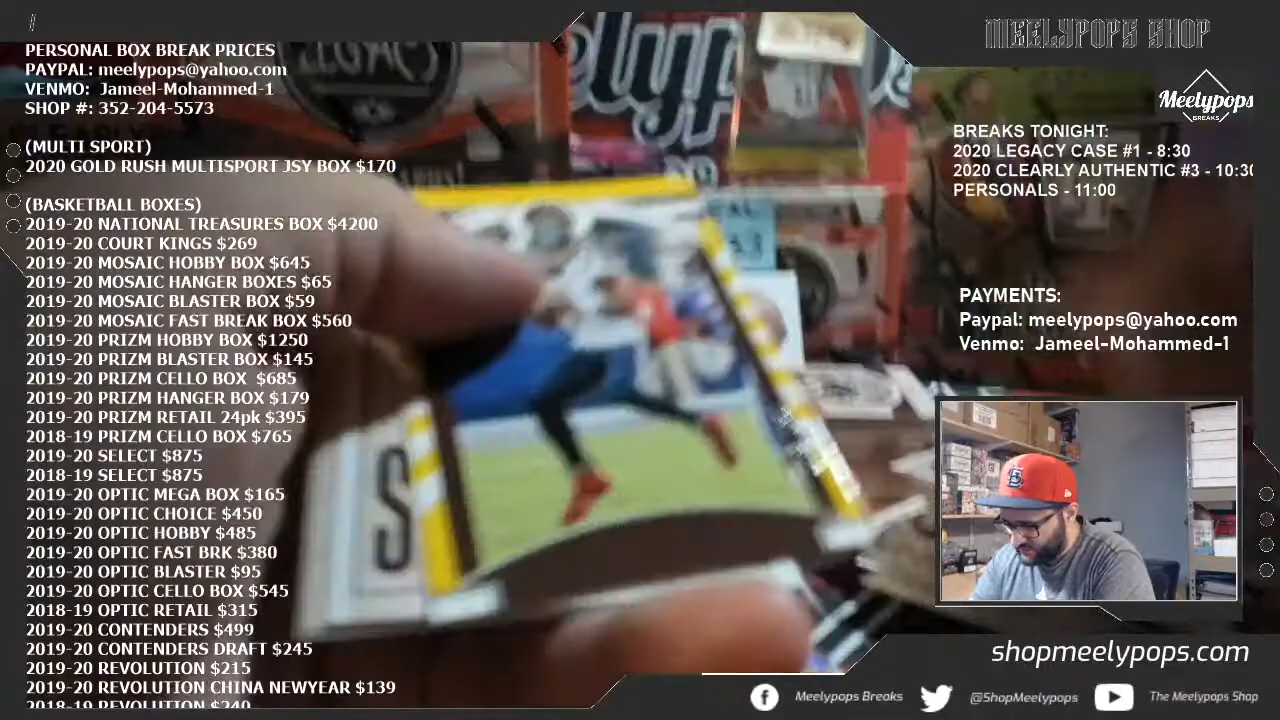 MEELYPOPS SHOP
PERSONAL BOX BREAK PRICES
PAYPAL: meelypops@yahoo.com
VENMO: Jameel-Mohammed-1
SHOP #: 352-204-5573
(MULTI SPORT)
2020 GOLD RUSH MULTISPORT JSY BOX $170
(BASKETBALL BOXES)
2019-20 NATIONAL TREASURES BOX $4200
2019-20 COURT KINGS $269
2019-20 MOSAIC HOBBY BOX $645
2019-20 MOSAIC HANGER BOXES $65
2019-20 MOSAIC BLASTER BOX $59
2019-20 MOSAIC FAST BREAK BOX $560
2019-20 PRIZM HOBBY BOX $1250
2019-20 PRIZM BLASTER BOX $145
2019-20 PRIZM CELLO BOX $685
2019-20 PRIZM HANGER BOX $179
2019-20 PRIZM RETAIL 24pk $395
2018-19 PRIZM CELLO BOX $765
2019-20 SELECT $875
2018-19 SELECT $875
2019-20 OPTIC MEGA BOX $165
2019-20 OPTIC CHOICE $450
2019-20 OPTIC HOBBY $485
2019-20 OPTIC FAST BRK $380
2019-20 OPTIC BLASTER $95
2019-20 OPTIC CELLO BOX $545
2018-19 OPTIC RETAIL $315
2019-20 CONTENDERS $499
2019-20 CONTENDERS DRAFT $245
2019-20 REVOLUTION $215
2019-20 REVOLUTION CHINA NEWYEAR $139
2018-19 REVOLUTION $240
LEGACY
elyp
S
Meelypops
BREAKS
BREAKS TONIGHT:
2020 LEGACY CASE #1 - 8:30
2020 CLEARLY AUTHENTIC #3 - 10:30
PERSONALS - 11:00
PAYMENTS:
Paypal: meelypops@yahoo.com
Venmo: Jameel-Mohammed-1
shopmeelypops.com
Meelypops Breaks
@ShopMeelypops
The Meelypops Shop